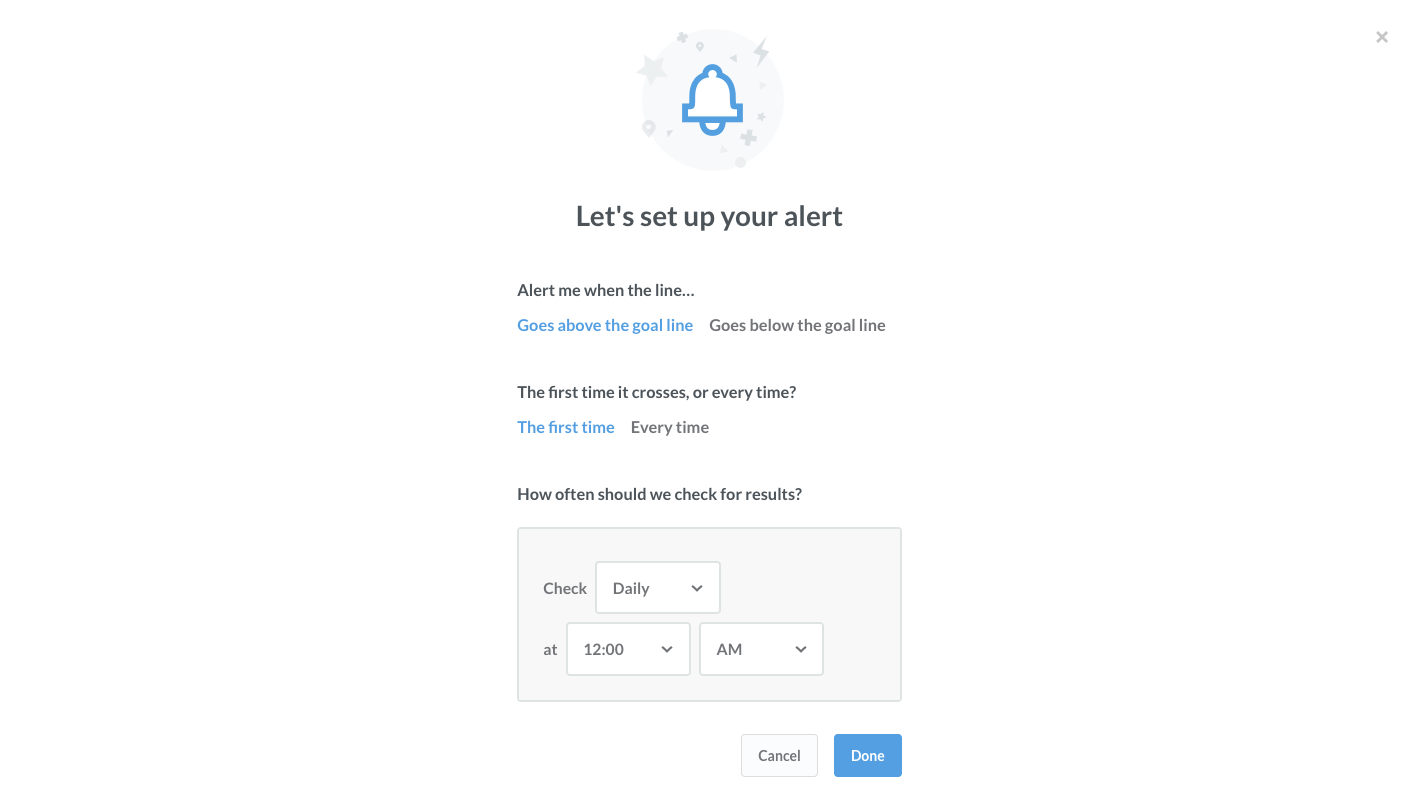 Let's set up your alert
Alert me when the line…
Goes above the goal line Goes below the goal line
The first time it crosses, or every time?
The first time Every time
How often should we check for results?
Check Daily
at 12:00 AM
Cancel Done